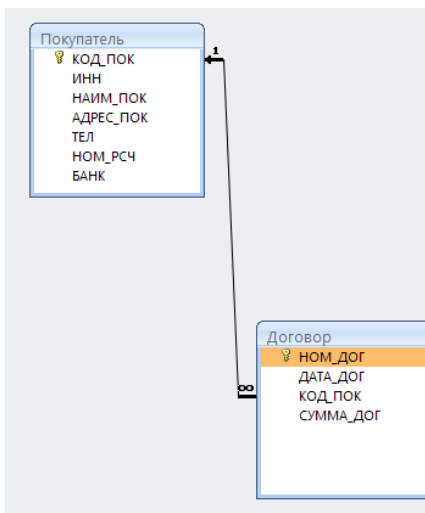 Покупатель
КОД_ПОК
ИНН
НАИМ_ПОК
АДРЕС_ПОК
ТЕЛ
НОМ_РСЧ
БАНК
1
∞
Договор
НОМ_ДОГ
ДАТА_ДОГ
КОД_ПОК
СУММА_ДОГ